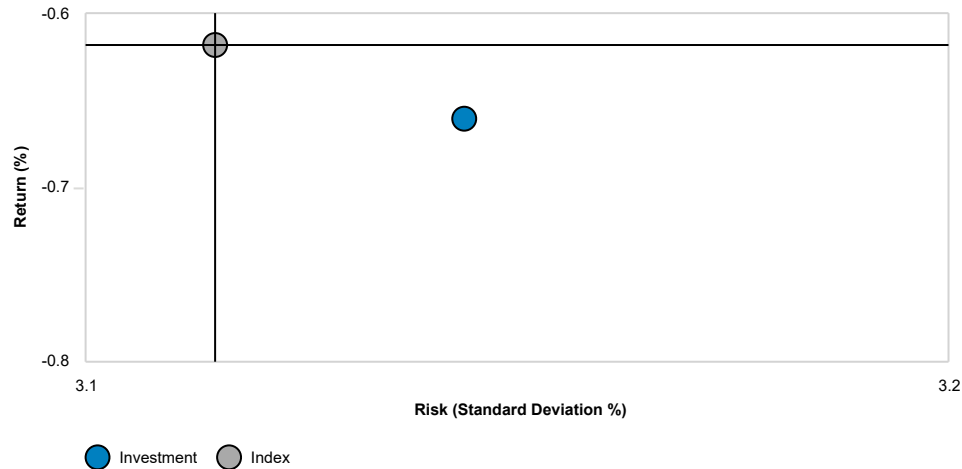 -0.6
Return (%)
-0.7
-0.8
3.1
3.2
Risk (Standard Deviation %)
Investment
Index